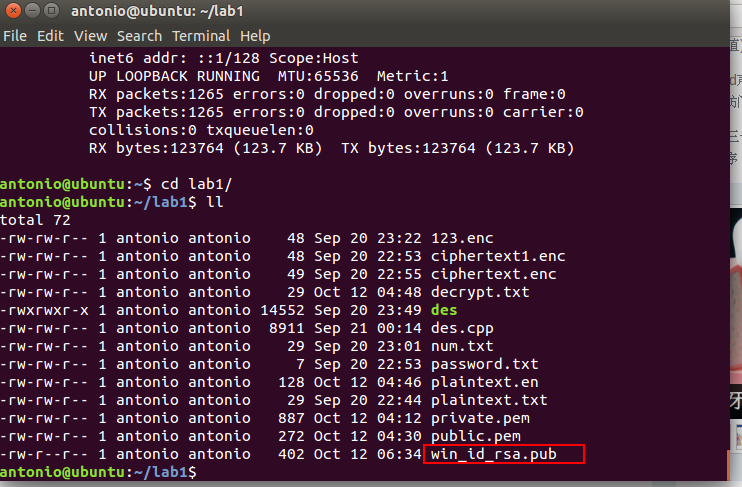 antonio@ubuntu: ~/lab1
File Edit View Search Terminal Help
inet6 addr: ::1/128 Scope:Host
UP LOOPBACK RUNNING  MTU:65536  Metric:1
RX packets:1265 errors:0 dropped:0 overruns:0 frame:0
TX packets:1265 errors:0 dropped:0 overruns:0 carrier:0
collisions:0 txqueuelen:0
RX bytes:123764 (123.7 KB)  TX bytes:123764 (123.7 KB)
antonio@ubuntu:~$ cd lab1/
antonio@ubuntu:~/lab1$ ll
total 72
-rw-rw-r-- 1 antonio antonio    48 Sep 20 23:22 123.enc
-rw-rw-r-- 1 antonio antonio    48 Sep 20 22:53 ciphertext1.enc
-rw-rw-r-- 1 antonio antonio    49 Sep 20 22:55 ciphertext.enc
-rw-rw-r-- 1 antonio antonio    29 Oct 12 04:48 decrypt.txt
-rwxrwxr-x 1 antonio antonio 14552 Sep 20 23:49 des
-rw-rw-r-- 1 antonio antonio  8911 Sep 21 00:14 des.cpp
-rw-rw-r-- 1 antonio antonio    29 Sep 20 23:01 num.txt
-rw-rw-r-- 1 antonio antonio     7 Sep 20 22:53 password.txt
-rw-rw-r-- 1 antonio antonio   128 Oct 12 04:46 plaintext.en
-rw-rw-r-- 1 antonio antonio    29 Sep 20 22:44 plaintext.txt
-rw-rw-r-- 1 antonio antonio   887 Oct 12 04:12 private.pem
-rw-rw-r-- 1 antonio antonio   272 Oct 12 04:30 public.pem
-rw-r--r-- 1 antonio antonio   402 Oct 12 06:34 win_id_rsa.pub
antonio@ubuntu:~/lab1$